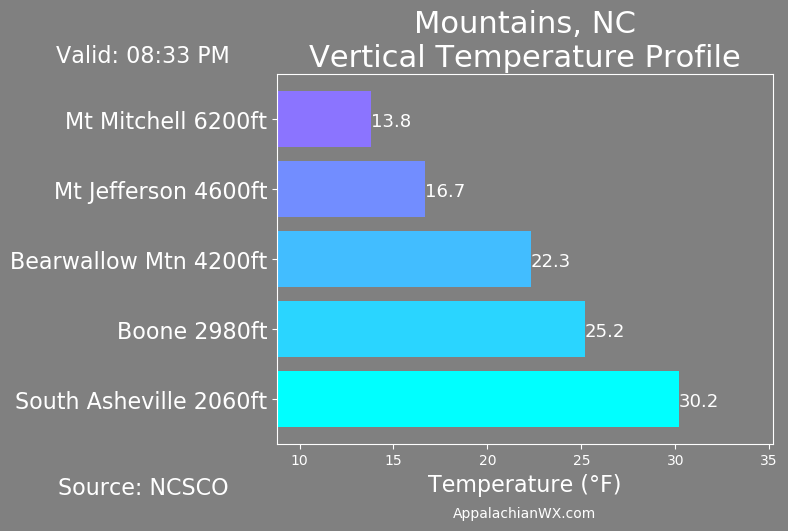 Mountains, NC
Vertical Temperature Profile
Valid: 08:33 PM
Mt Mitchell 6200ft
13.8
Mt Jefferson 4600ft
16.7
Bearwallow Mtn 4200ft
22.3
Boone 2980ft
25.2
South Asheville 2060ft
30.2
10 15 20 25 30 35
Temperature (°F)
Source: NCSCO
AppalachianWX.com